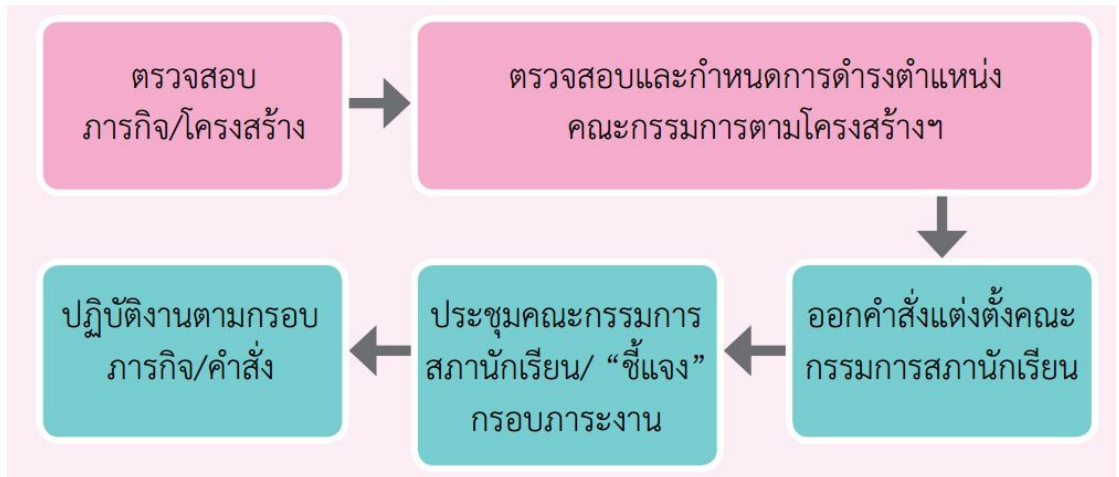 ตรวจสอบ
ภารกิจ/โครงสร้าง
ตรวจสอบและกำหนดการดำรงตำแหน่ง
คณะกรรมการตามโครงสร้างฯ
ออกคำสั่งแต่งตั้งคณะ
กรรมการสภานักเรียน
ประชุมคณะกรรมการ
สภานักเรียน/ “ชี้แจง”
กรอบภาระงาน
ปฏิบัติงานตามกรอบ
ภารกิจ/คำสั่ง